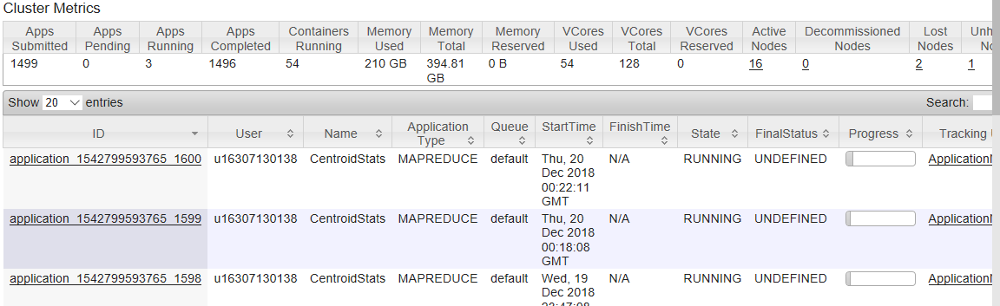 Cluster Metrics
Apps Submitted Apps Pending Apps Running Apps Completed Containers Running Memory Used Memory Total Memory Reserved VCores Used VCores Total VCores Reserved Active Nodes Decommissioned Nodes Lost Nodes
1499 0 3 1496 54 210 GB 394.81 GB 0 B 54 128 0 16 0 2 1
Show 20 entries Search:
ID User Name Application Type Queue StartTime FinishTime State FinalStatus Progress Tracking
application_1542799593765_1600 u16307130138 CentroidStats MAPREDUCE default Thu, 20 Dec 2018 00:22:11 GMT N/A RUNNING UNDEFINED Application
application_1542799593765_1599 u16307130138 CentroidStats MAPREDUCE default Thu, 20 Dec 2018 00:18:08 GMT N/A RUNNING UNDEFINED Application
application_1542799593765_1598 u16307130138 CentroidStats MAPREDUCE default Wed, 19 Dec 2018 N/A RUNNING UNDEFINED Application